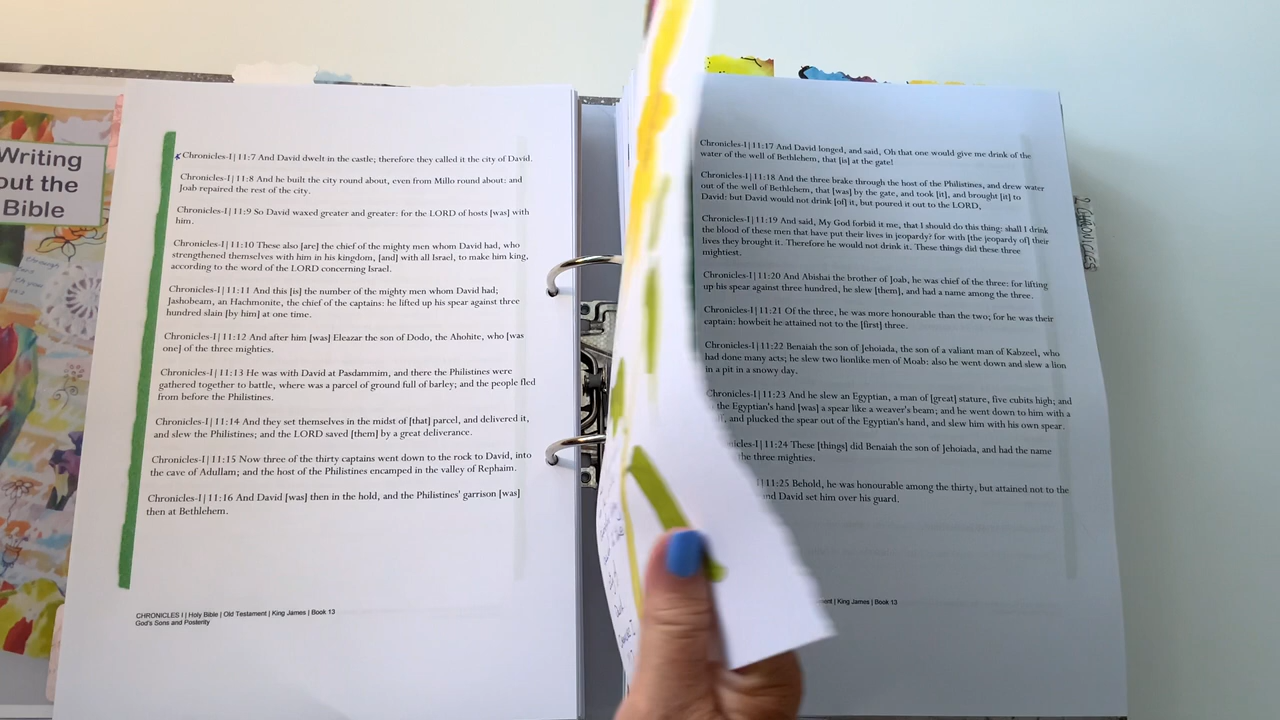 Writing
out the
Bible
Chronicles-I| 11:7 And David dwelt in the castle; therefore they called it the city of David.
Chronicles-I| 11:8 And he built the city round about, even from Millo round about: and
Joab repaired the rest of the city.
Chronicles-I| 11:9 So David waxed greater and greater: for the LORD of hosts [was] with
him.
Chronicles-I| 11:10 These also [are] the chief of the mighty men whom David had, who
strengthened themselves with him in his kingdom, [and] with all Israel, to make him king,
according to the word of the LORD concerning Israel.
Chronicles-I| 11:11 And this [is] the number of the mighty men whom David had;
Jashobeam, an Hachmonite, the chief of the captains: he lifted up his spear against three
hundred slain [by him] at one time.
Chronicles-I| 11:12 And after him [was] Eleazar the son of Dodo, the Ahohite, who [was
one] of the three mighties.
Chronicles-I| 11:13 He was with David at Pasdammim, and there the Philistines were
gathered together to battle, where was a parcel of ground full of barley; and the people fled
from before the Philistines.
Chronicles-I| 11:14 And they set themselves in the midst of [that] parcel, and delivered it,
and slew the Philistines; and the LORD saved [them] by a great deliverance.
Chronicles-I| 11:15 Now three of the thirty captains went down to the rock to David, into
the cave of Adullam; and the host of the Philistines encamped in the valley of Rephaim.
Chronicles-I| 11:16 And David [was] then in the hold, and the Philistines' garrison [was]
then at Bethlehem.
CHRONICLES I | Holy Bible | Old Testament | King James | Book 13
God's Sons and Posterity
Chronicles-I| 11:17 And David longed, and said, Oh that one would give me drink of the
water of the well of Bethlehem, that [is] at the gate!
Chronicles-I| 11:18 And the three brake through the host of the Philistines, and drew water
out of the well of Bethlehem, that [was] by the gate, and took [it], and brought [it] to
David: but David would not drink [of] it, but poured it out to the LORD,
Chronicles-I| 11:19 And said, My God forbid it me, that I should do this thing: shall I drink
the blood of these men that have put their lives in jeopardy? for with [the jeopardy of] their
lives they brought it. Therefore he would not drink it. These things did these three
mightiest.
Chronicles-I| 11:20 And Abishai the brother of Joab, he was chief of the three: for lifting
up his spear against three hundred, he slew [them], and had a name among the three.
Chronicles-I| 11:21 Of the three, he was more honourable than the two; for he was their
captain: howbeit he attained not to the [first] three.
Chronicles-I| 11:22 Benaiah the son of Jehoiada, the son of a valiant man of Kabzeel, who
had done many acts; he slew two lionlike men of Moab: also he went down and slew a lion
in a pit in a snowy day.
Chronicles-I| 11:23 And he slew an Egyptian, a man of [great] stature, five cubits high; and
the Egyptian's hand [was] a spear like a weaver's beam; and he went down to him with a
and plucked the spear out of the Egyptian's hand, and slew him with his own spear.
11:24 These [things] did Benaiah the son of Jehoiada, and had the name
the three mighties.
11:25 Behold, he was honourable among the thirty, but attained not to the
and David set him over his guard.
| King James | Book 13
CHRONICLES